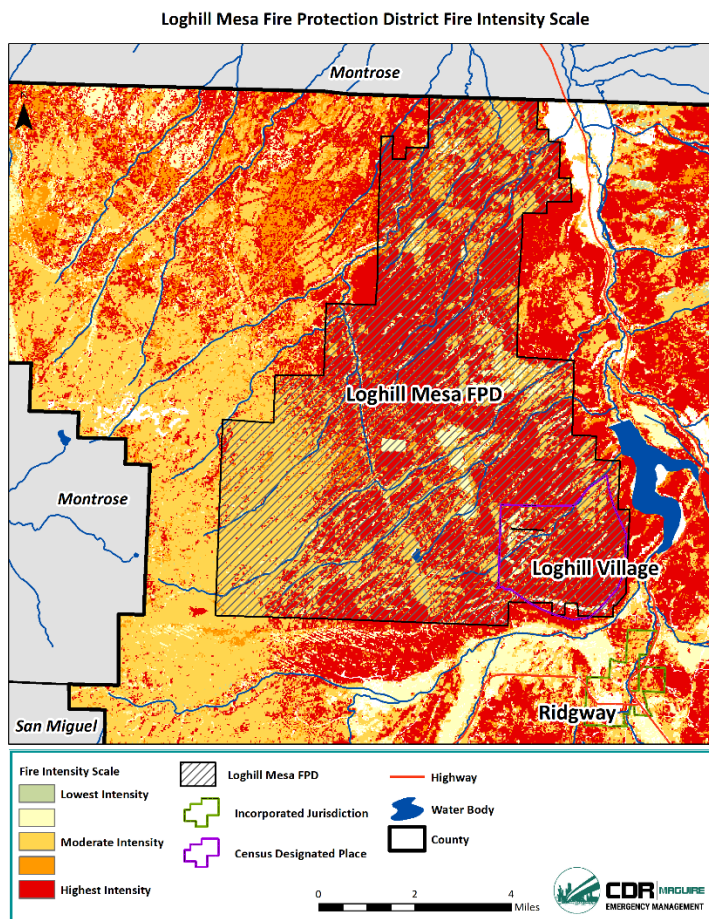 Loghill Mesa Fire Protection District Fire Intensity Scale
Montrose
Loghill Mesa FPD
Montrose
Loghill Village
Ridgway
San Miguel
Fire Intensity Scale
Lowest Intensity
Moderate Intensity
Highest Intensity
Loghill Mesa FPD
Incorporated Jurisdiction
Census Designated Place
Highway
Water Body
County
0 2 4
Miles
CDR MAGUIRE
EMERGENCY MANAGEMENT